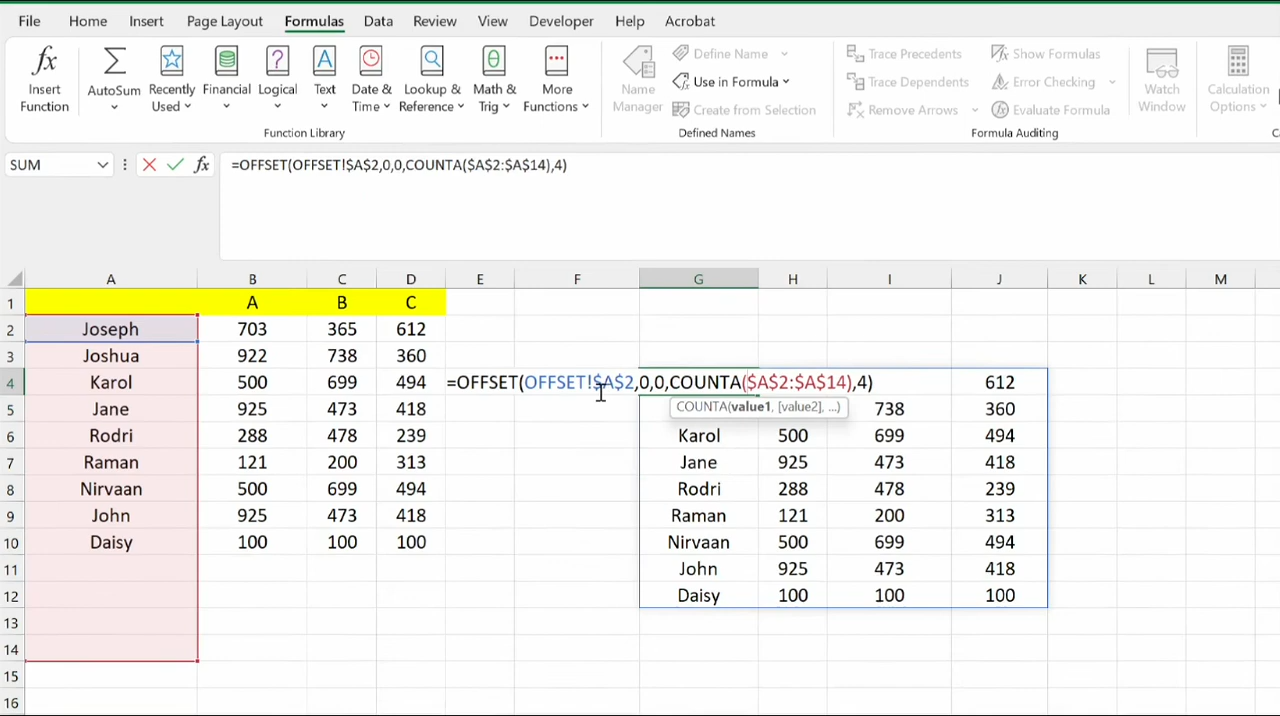 File Home Insert Page Layout Formulas Data Review View Developer Help Acrobat
fx Insert Function
AutoSum
Recently Used
Financial
Logical
Text
Date & Time
Lookup & Reference
Math & Trig
More Functions
Function Library
Name Manager
Define Name
Use in Formula
Create from Selection
Defined Names
Trace Precedents
Trace Dependents
Remove Arrows
Show Formulas
Error Checking
Evaluate Formula
Formula Auditing
Watch Window
Calculation Options
SUM fx =OFFSET(OFFSET!$A$2,0,0,COUNTA($A$2:$A$14),4)
A B C D E F G H I J K L M
1 A B C
2 Joseph 703 365 612
3 Joshua 922 738 360
4 Karol 500 699 494 =OFFSET(OFFSET!$A$2,0,0,COUNTA($A$2:$A$14),4) 612
COUNTA(value1, [value2], ...)
5 Jane 925 473 418 738 360
6 Rodri 288 478 239 Karol 500 699 494
7 Raman 121 200 313 Jane 925 473 418
8 Nirvaan 500 699 494 Rodri 288 478 239
9 John 925 473 418 Raman 121 200 313
10 Daisy 100 100 100 Nirvaan 500 699 494
11 John 925 473 418
12 Daisy 100 100 100
13
14
15
16